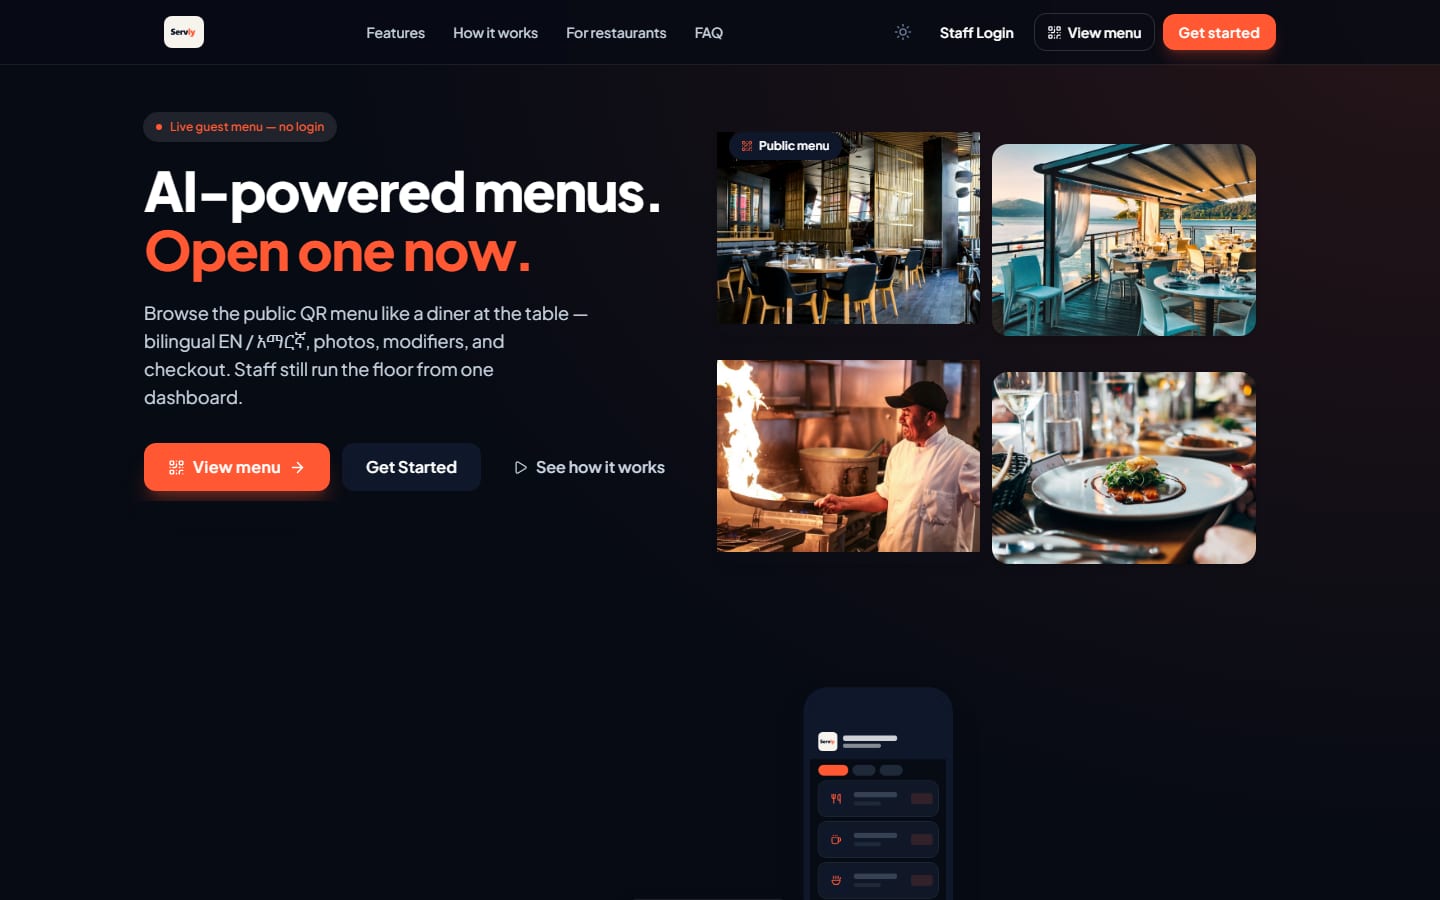 Servly
Features
How it works
For restaurants
FAQ
Staff Login
View menu
Get started
Live guest menu — no login
AI-powered menus.
Open one now.
Browse the public QR menu like a diner at the table —
bilingual EN / አማርኛ, photos, modifiers, and
checkout. Staff still run the floor from one
dashboard.
View menu
Get Started
See how it works
Public menu
Servly